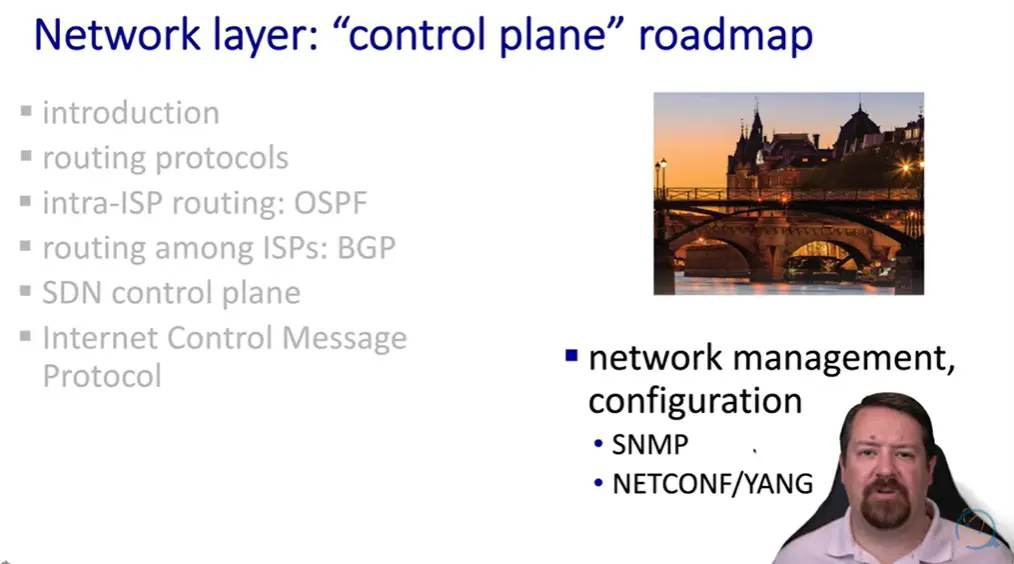 Network layer: “control plane” roadmap
▪ introduction
▪ routing protocols
▪ intra-ISP routing: OSPF
▪ routing among ISPs: BGP
▪ SDN control plane
▪ Internet Control Message
Protocol
▪ network management,
configuration
• SNMP
• NETCONF/YANG